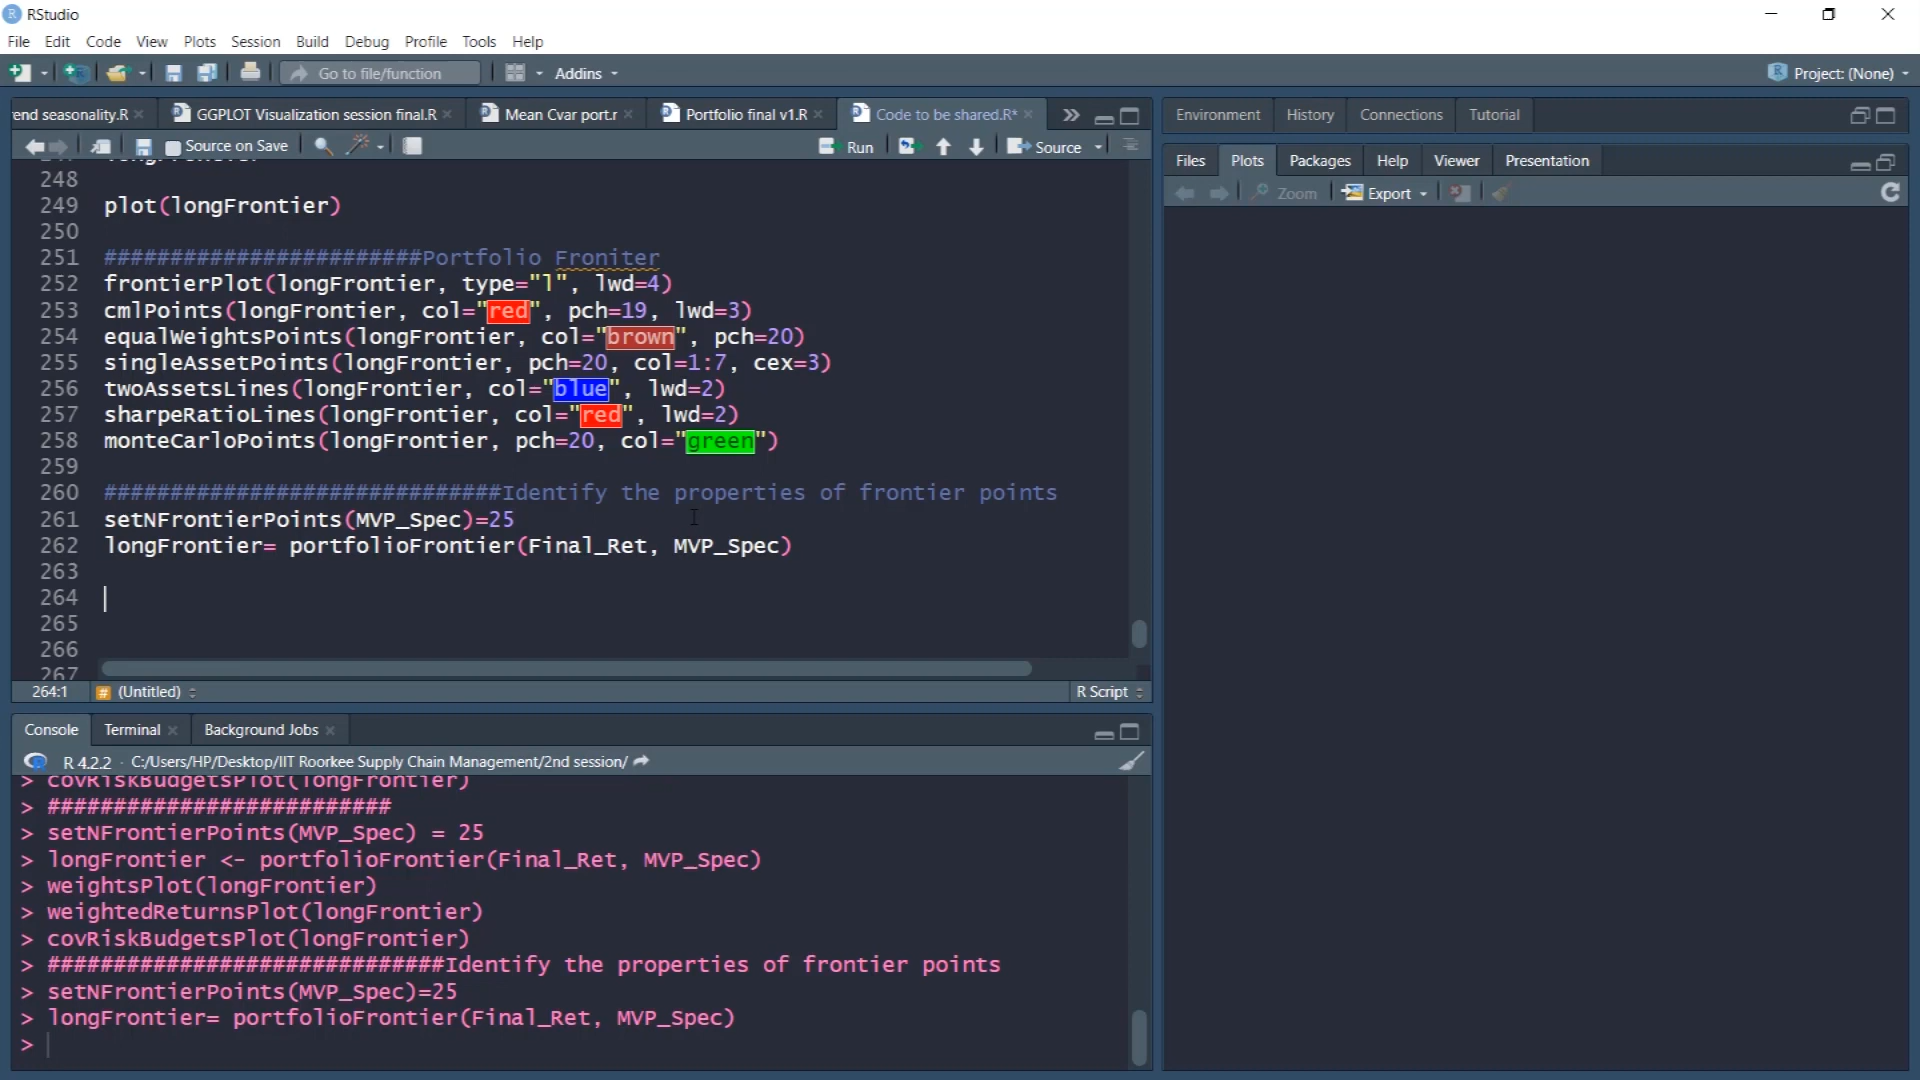 RStudio
File Edit Code View Plots Session Build Debug Profile Tools Help
Go to file/function Addins Project: (None)
end seasonality.R GGPLOT Visualization session final.R Mean Cvar port.r Portfolio final v1.R Code to be shared.R*
Source on Save Run Source
248
249 plot(longFrontier)
250
251 ########################Portfolio Froniter
252 frontierPlot(longFrontier, type="l", lwd=4)
253 cmlPoints(longFrontier, col="red", pch=19, lwd=3)
254 equalWeightsPoints(longFrontier, col="brown", pch=20)
255 singleAssetPoints(longFrontier, pch=20, col=1:7, cex=3)
256 twoAssetsLines(longFrontier, col="blue", lwd=2)
257 sharpeRatioLines(longFrontier, col="red", lwd=2)
258 monteCarloPoints(longFrontier, pch=20, col="green")
259
260 ##############################Identify the properties of frontier points
261 setNFrontierPoints(MVP_Spec)=25
262 longFrontier= portfolioFrontier(Final_Ret, MVP_Spec)
263
264
265
266
267
264:1 # (Untitled) R Script
Console Terminal Background Jobs
R 4.2.2 · C:/Users/HP/Desktop/IIT Roorkee Supply Chain Management/2nd session/
> covRiskBudgetsPlot(longFrontier)
> ##########################
> setNFrontierPoints(MVP_Spec) = 25
> longFrontier <- portfolioFrontier(Final_Ret, MVP_Spec)
> weightsPlot(longFrontier)
> weightedReturnsPlot(longFrontier)
> covRiskBudgetsPlot(longFrontier)
> ##############################Identify the properties of frontier points
> setNFrontierPoints(MVP_Spec)=25
> longFrontier= portfolioFrontier(Final_Ret, MVP_Spec)
>
Environment History Connections Tutorial
Files Plots Packages Help Viewer Presentation
Zoom Export